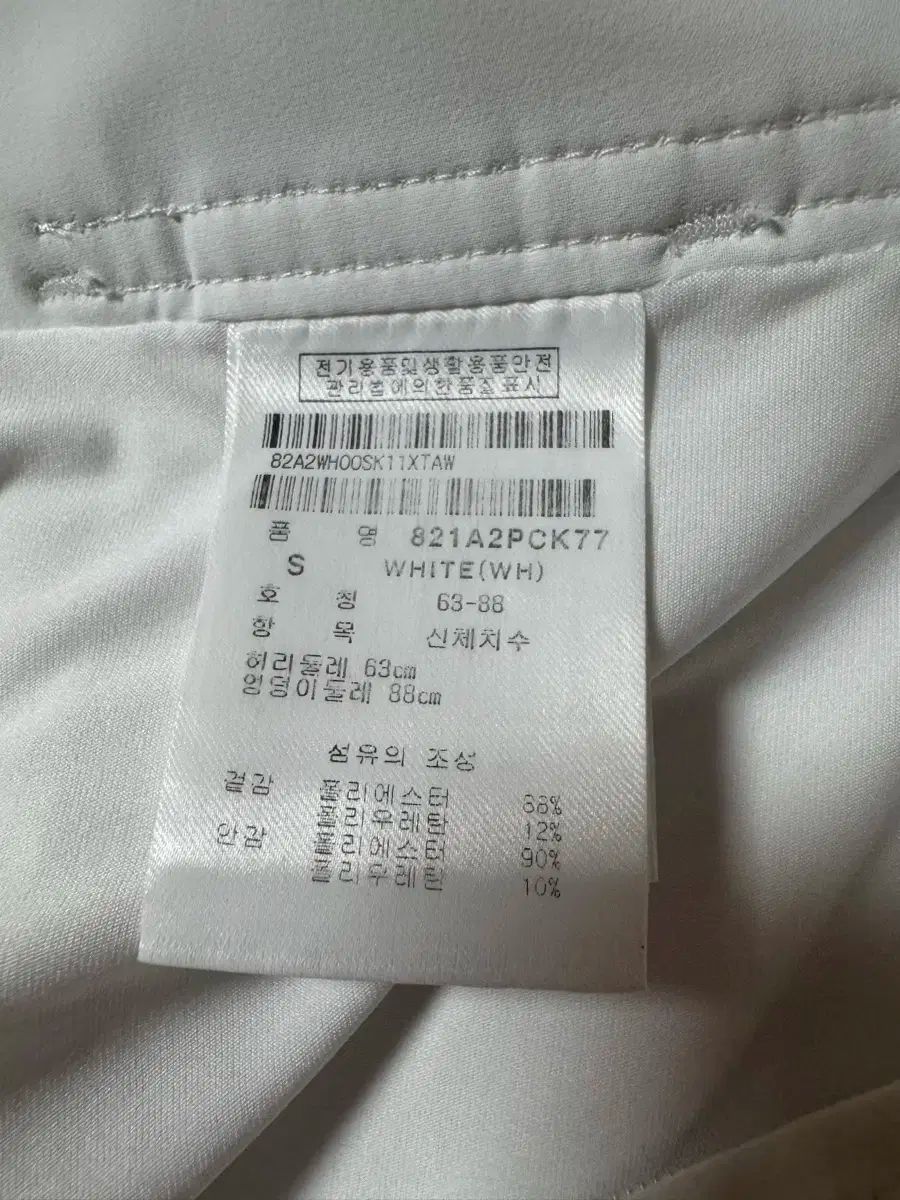 전기용품및생활용품안전
관리법에의한품질표시
82A2WH00SK11XTAW
품 명 821A2PCK77
S WHITE(WH)
호 칭 63-88
항 목 신체치수
허리둘레 63cm
엉덩이둘레 88cm
섬유의 조성
겉감 폴리에스터 88%
폴리우레탄 12%
안감 폴리에스터 90%
폴리우레탄 10%